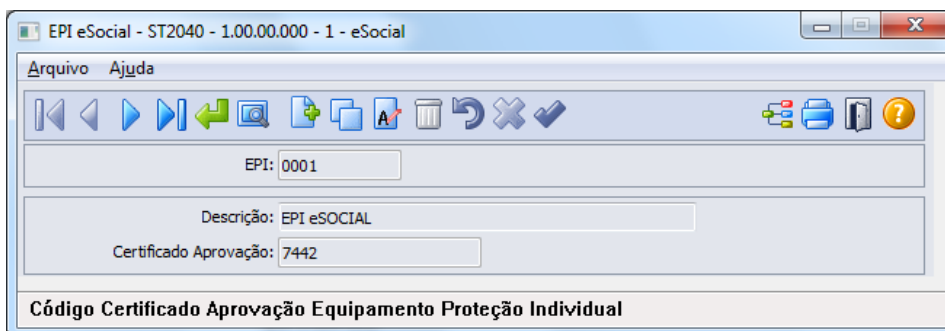 EPI eSocial - ST2040 - 1.00.00.000 - 1 - eSocial
Arquivo Ajuda
EPI: 0001
Descrição: EPI eSOCIAL
Certificado Aprovação: 7442
Código Certificado Aprovação Equipamento Proteção Individual